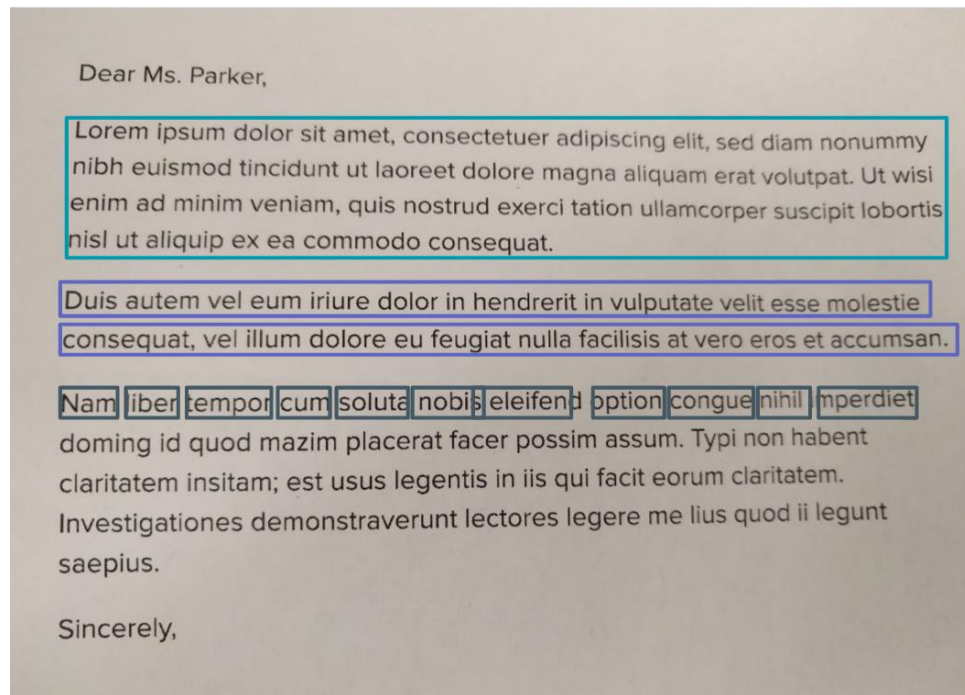 Dear Ms. Parker,
Lorem ipsum dolor sit amet, consectetuer adipiscing elit, sed diam nonummy
nibh euismod tincidunt ut laoreet dolore magna aliquam erat volutpat. Ut wisi
enim ad minim veniam, quis nostrud exerci tation ullamcorper suscipit lobortis
nisl ut aliquip ex ea commodo consequat.
Duis autem vel eum iriure dolor in hendrerit in vulputate velit esse molestie
consequat, vel illum dolore eu feugiat nulla facilisis at vero eros et accumsan.
Nam liber tempor cum soluta nobis eleifend option congue nihil imperdiet
doming id quod mazim placerat facer possim assum. Typi non habent
claritatem insitam; est usus legentis in iis qui facit eorum claritatem.
Investigationes demonstraverunt lectores legere me lius quod ii legunt
saepius.
Sincerely,